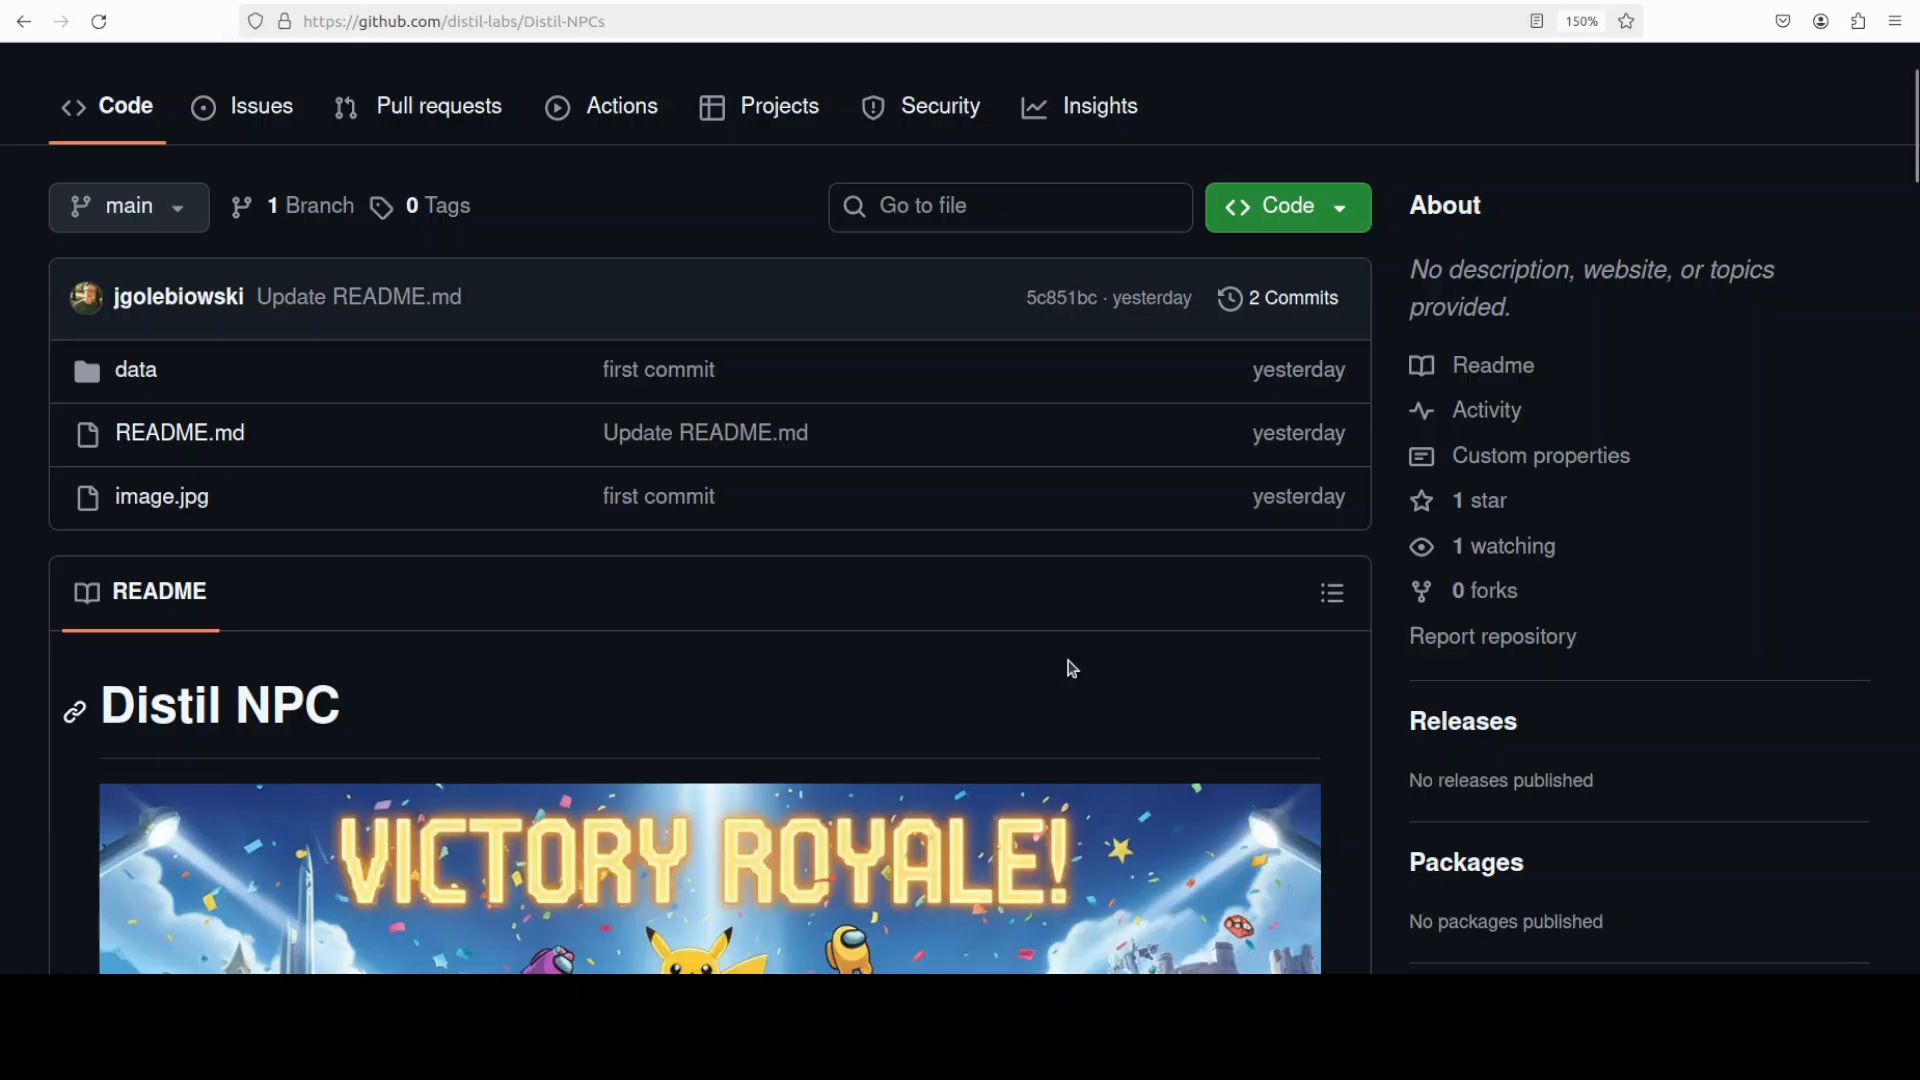 https://github.com/distil-labs/Distil-NPCs
150%
Code
Issues
Pull requests
Actions
Projects
Security
Insights
main
1 Branch
0 Tags
Go to file
Code
About
No description, website, or topics
provided.
jgolebiowski Update README.md
5c851bc · yesterday
2 Commits
data
first commit
yesterday
README.md
Update README.md
yesterday
image.jpg
first commit
yesterday
Readme
Activity
Custom properties
1 star
1 watching
0 forks
Report repository
README
Distil NPC
VICTORY ROYALE!
Releases
No releases published
Packages
No packages published